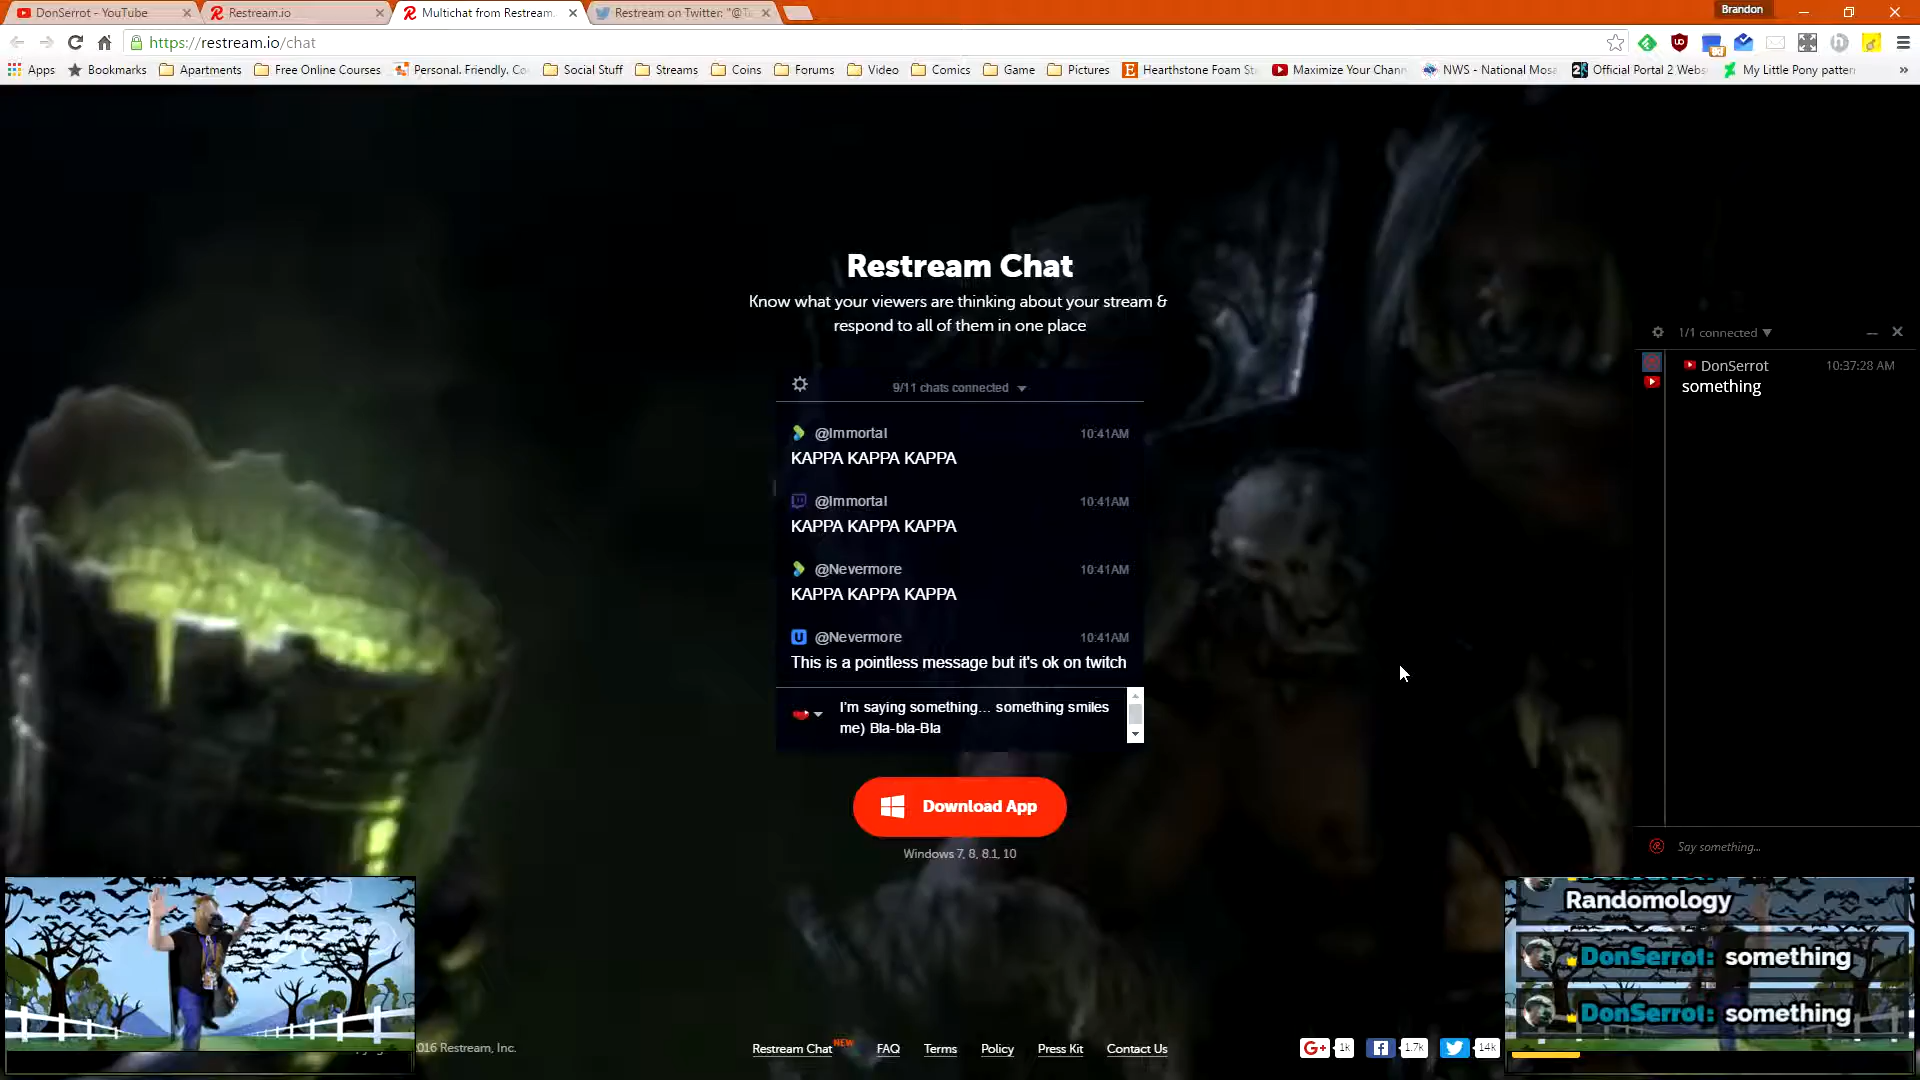 DonSerrot - YouTube
Restream.io
Multichat from Restream.
Restream on Twitter: "@T
Brandon
https://restream.io/chat
Apps
Bookmarks
Apartments
Free Online Courses
Personal. Friendly. Co
Social Stuff
Streams
Coins
Forums
Video
Comics
Game
Pictures
Hearthstone Foam St
Maximize Your Chann
NWS - National Mosa
Official Portal 2 Webs
My Little Pony patter
»
Restream Chat
Know what your viewers are thinking about your stream &
respond to all of them in one place
9/11 chats connected
@Immortal 10:41AM
KAPPA KAPPA KAPPA
@Immortal 10:41AM
KAPPA KAPPA KAPPA
@Nevermore 10:41AM
KAPPA KAPPA KAPPA
@Nevermore 10:41AM
This is a pointless message but it's ok on twitch
I'm saying something... something smiles
me) Bla-bla-Bla
Download App
Windows 7, 8, 8.1, 10
1/1 connected
DonSerrot 10:37:28 AM
something
Say something...
Randomology
DonSerrot: something
DonSerrot: something
2016 Restream, Inc.
Restream Chat NEW
FAQ
Terms
Policy
Press Kit
Contact Us
G+ 1k
1.7k
14k